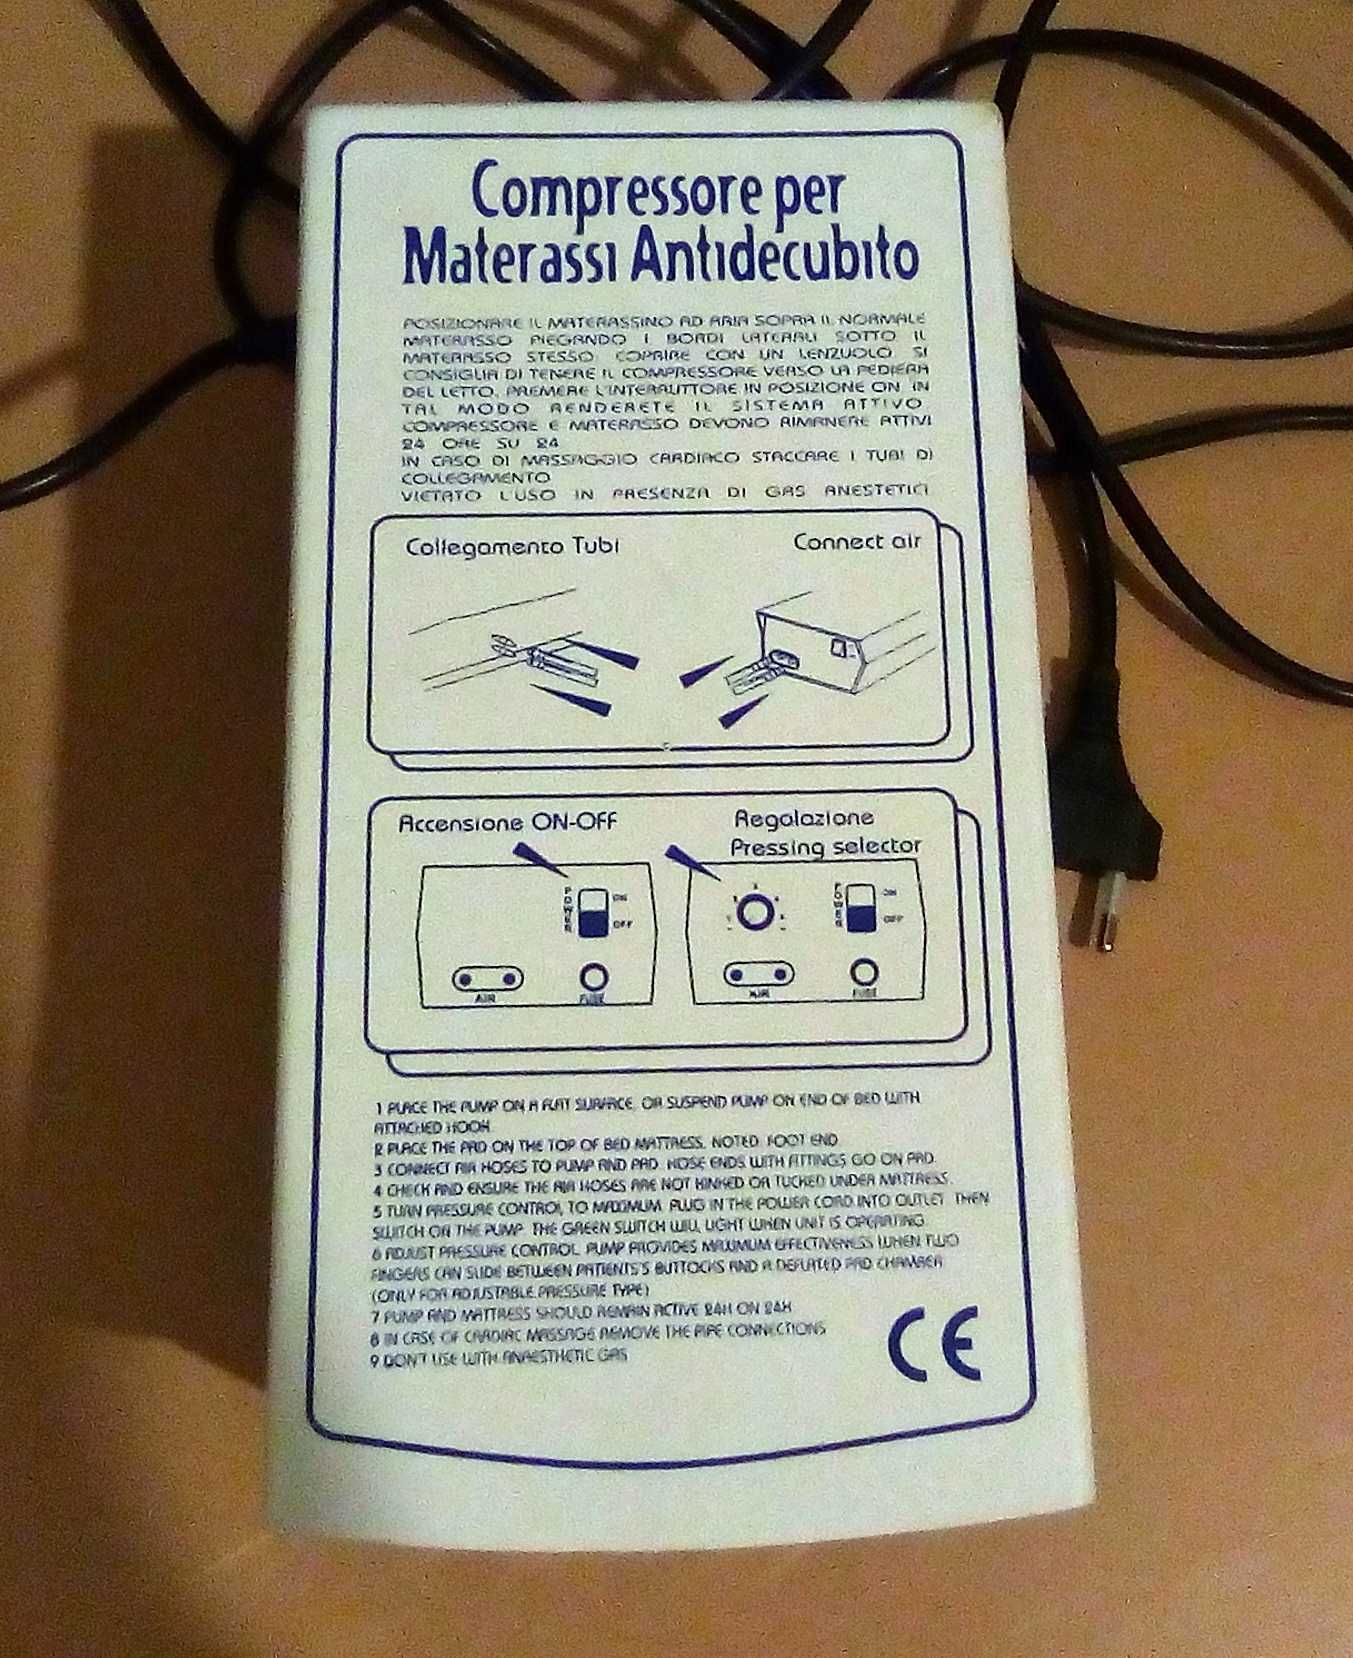 Compressore per
Materassi Antidecubito
POSIZIONARE IL MATERASSINO AD ARIA SOPRA IL NORMALE
MATERASSO PIEGANDO I BORDI LATERALI SOTTO IL
MATERASSO STESSO. COPRIRE CON UN LENZUOLO. SI
CONSIGLIA DI TENERE IL COMPRESSORE VERSO LA PEDIERA
DEL LETTO. PREMERE L'INTERRUTTORE IN POSIZIONE ON. IN
TAL MODO RENDERETE IL SISTEMA ATTIVO.
COMPRESSORE E MATERASSO DEVONO RIMANERE ATTIVI
24 ORE SU 24
IN CASO DI MASSAGGIO CARDIACO STACCARE I TUBI DI
COLLEGAMENTO
VIETATO L'USO IN PRESENZA DI GAS ANESTETICI
Collegamento Tubi Connect air
Accensione ON-OFF Regolazione
Pressing selector
POWER ON OFF
AIR FUSE
POWER ON OFF
AIR FUSE
1 PLACE THE PUMP ON A FLAT SURFACE, OR SUSPEND PUMP ON END OF BED WITH
ATTACHED HOOK
2 PLACE THE PAD ON THE TOP OF BED MATTRESS, NOTED FOOT END
3 CONNECT AIR HOSES TO PUMP AND PAD. HOSE ENDS WITH FITTINGS GO ON PAD.
4 CHECK AND ENSURE THE AIR HOSES ARE NOT KINKED OR TUCKED UNDER MATTRESS.
5 TURN PRESSURE CONTROL TO MAXIMUM. PLUG IN THE POWER CORD INTO OUTLET. THEN
SWITCH ON THE PUMP. THE GREEN SWITCH WILL LIGHT WHEN UNIT IS OPERATING.
6 ADJUST PRESSURE CONTROL. PUMP PROVIDES MAXIMUM EFFECTIVENESS WHEN TWO
FINGERS CAN SLIDE BETWEEN PATIENTS'S BUTTOCKS AND A DEFLATED PAD CHAMBER
(ONLY FOR ADJUSTABLE PRESSURE TYPE)
7 PUMP AND MATTRESS SHOULD REMAIN ACTIVE 24H ON 24H
8 IN CASE OF CARDIAC MASSAGE REMOVE THE PIPE CONNECTIONS
9 DON'T USE WITH ANAESTHETIC GAS
CE